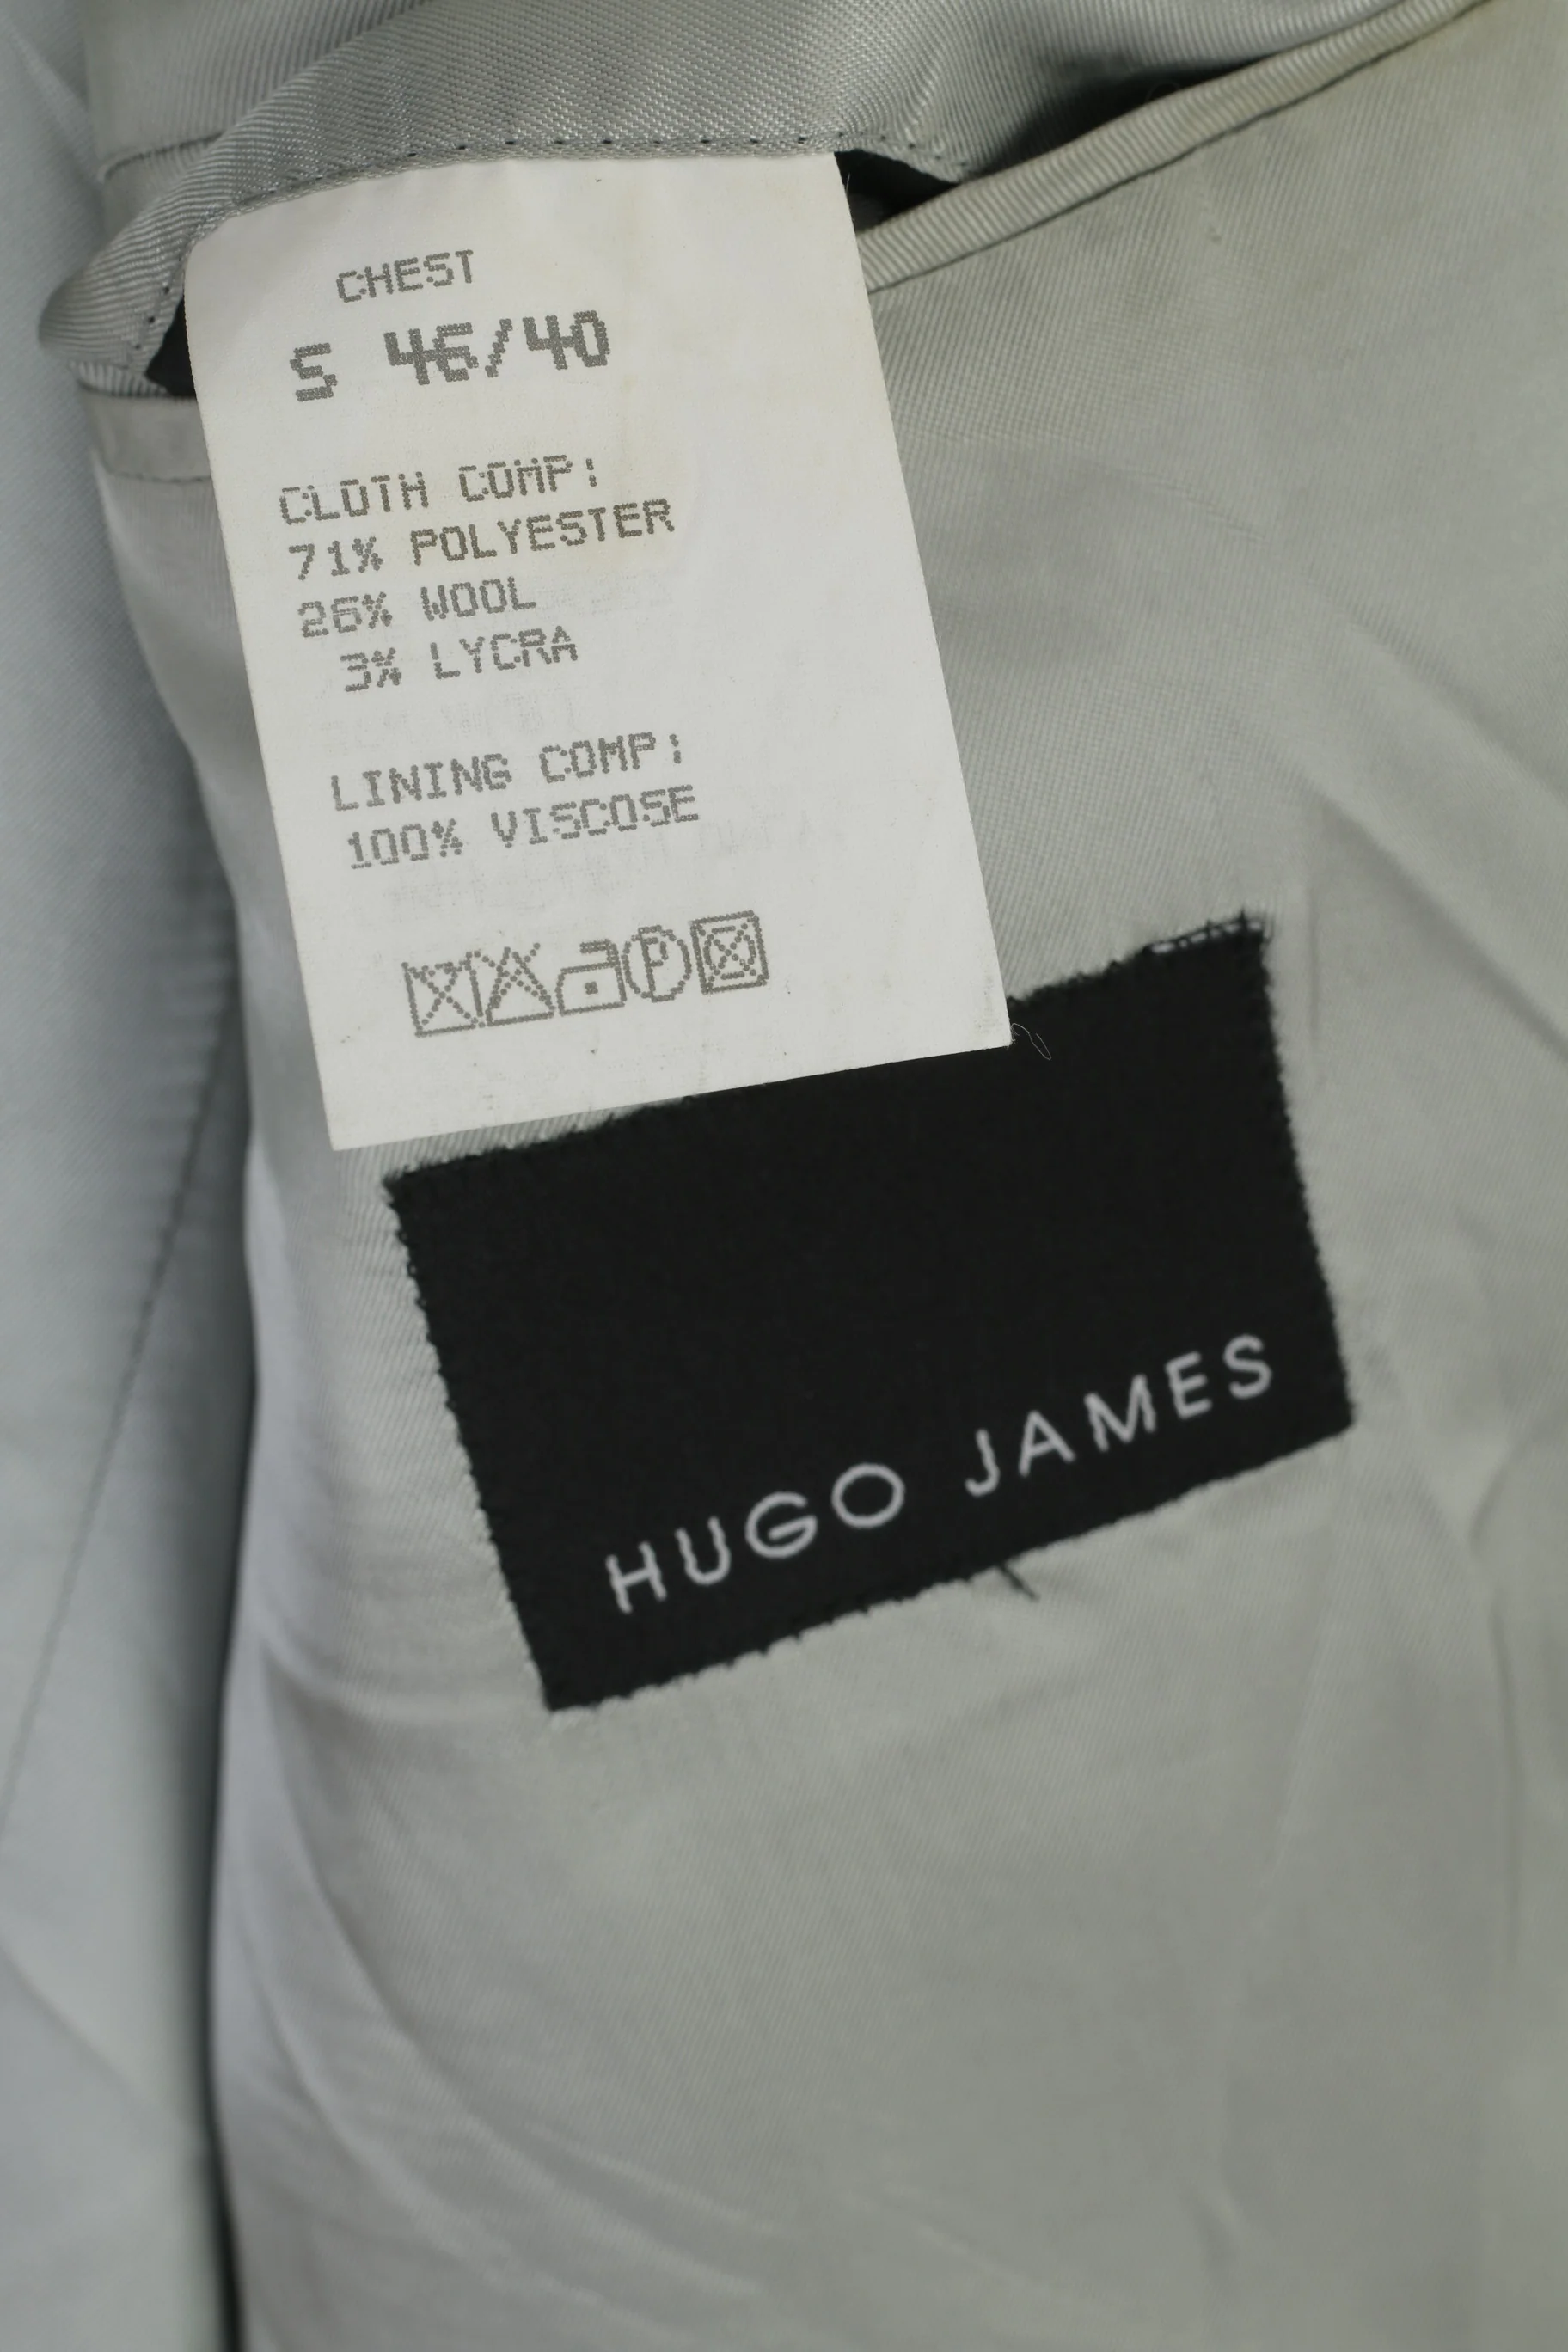 CHEST
S 46/40
CLOTH COMP:
71% POLYESTER
26% WOOL
3% LYCRA
LINING COMP:
100% VISCOSE
P
HUGO JAMES